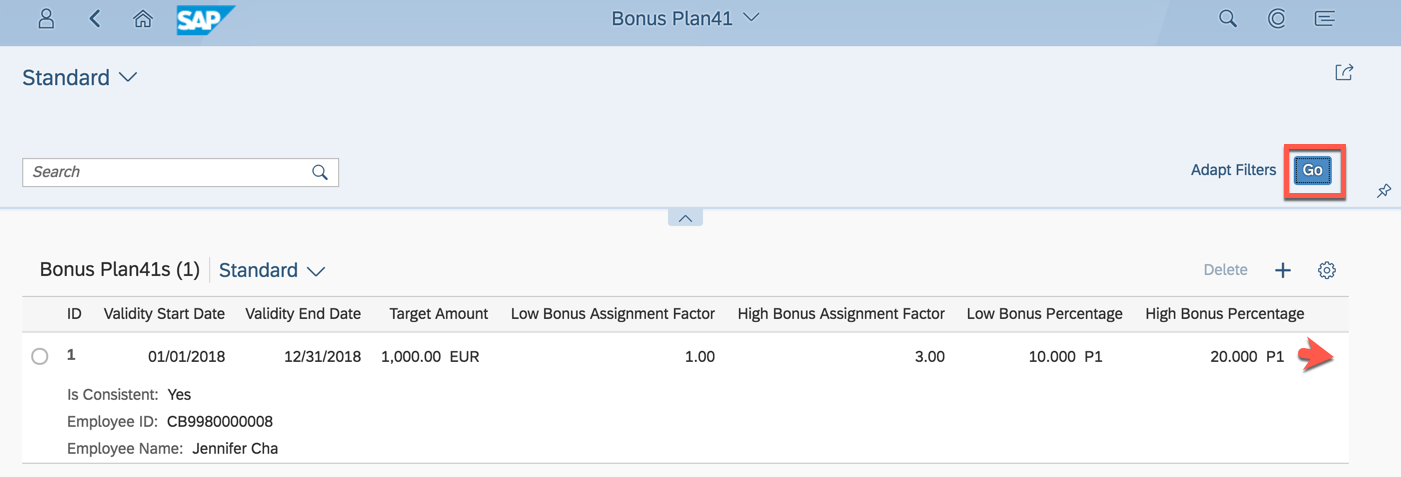 SAP Bonus Plan41
Standard
Search Adapt Filters Go
Bonus Plan41s (1) Standard Delete
ID Validity Start Date Validity End Date Target Amount Low Bonus Assignment Factor High Bonus Assignment Factor Low Bonus Percentage High Bonus Percentage
1 01/01/2018 12/31/2018 1,000.00 EUR 1.00 3.00 10.000 P1 20.000 P1
Is Consistent: Yes
Employee ID: CB9980000008
Employee Name: Jennifer Cha